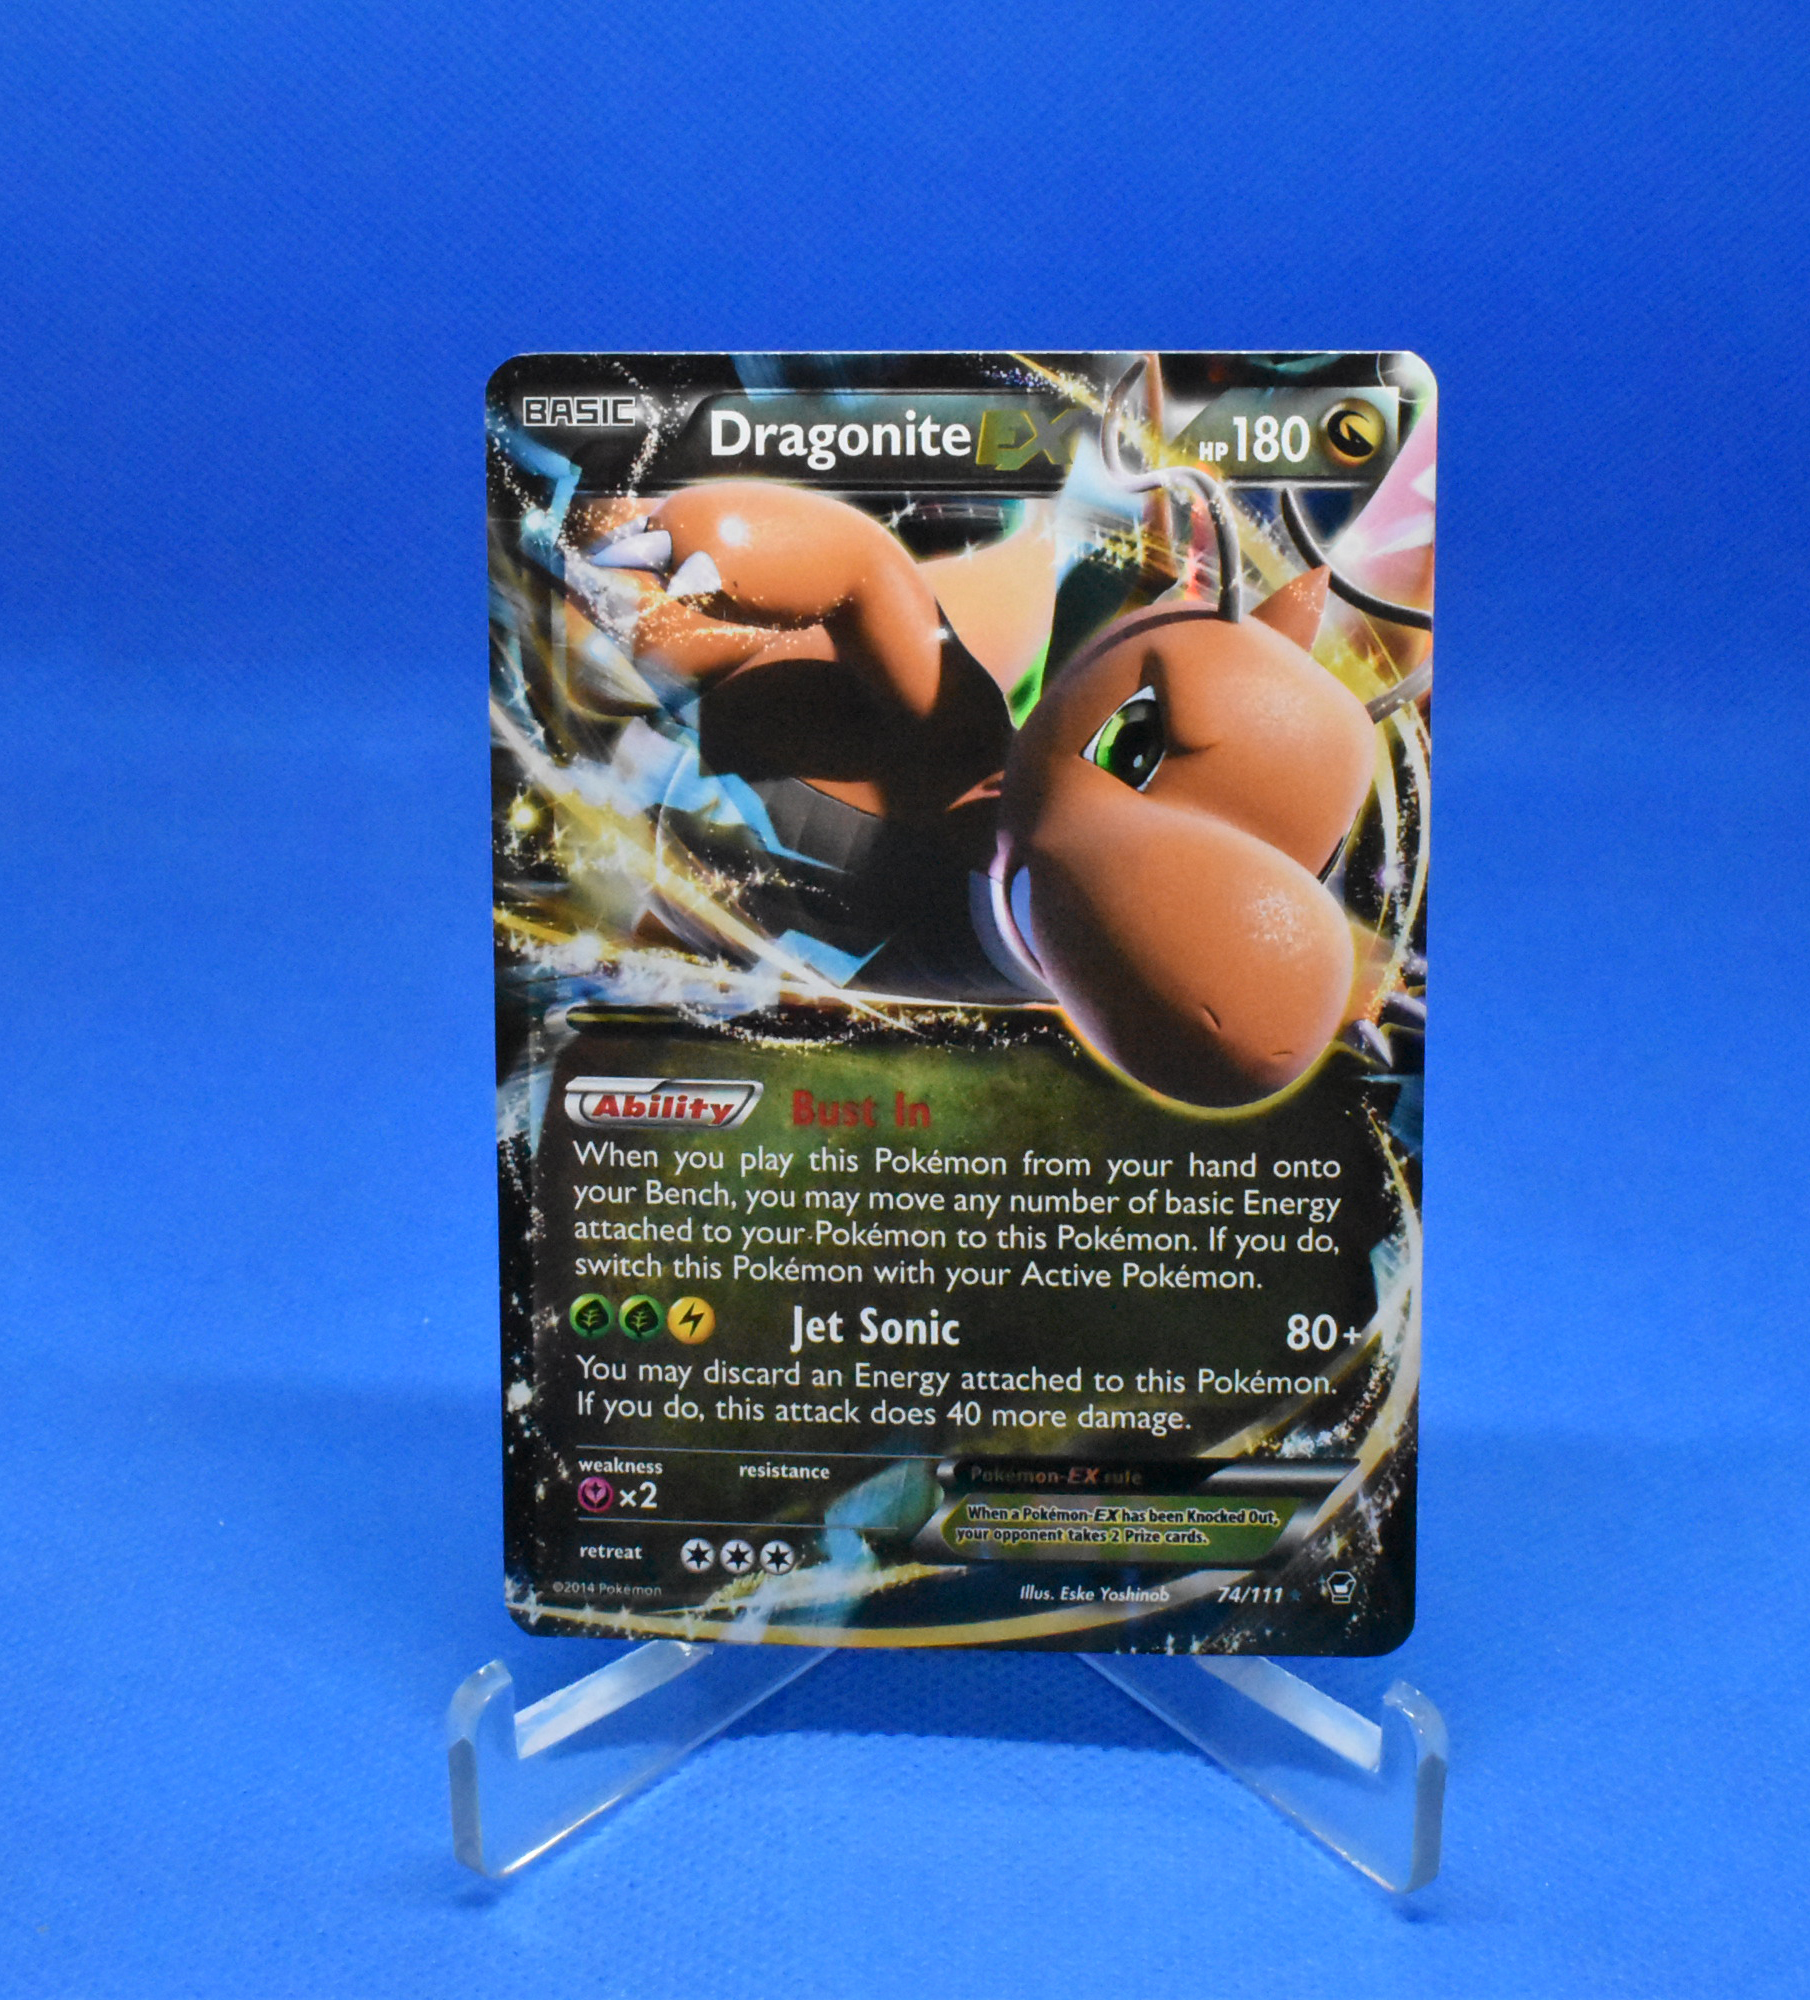 BASIC
Dragonite EX
HP 180
Ability Bust In
When you play this Pokémon from your hand onto
your Bench, you may move any number of basic Energy
attached to your Pokémon to this Pokémon. If you do,
switch this Pokémon with your Active Pokémon.
Jet Sonic 80+
You may discard an Energy attached to this Pokémon.
If you do, this attack does 40 more damage.
weakness resistance
×2
Pokémon-EX rule
When a Pokémon-EX has been Knocked Out,
your opponent takes 2 Prize cards.
retreat
©2014 Pokémon
Illus. Eske Yoshinob 74/111